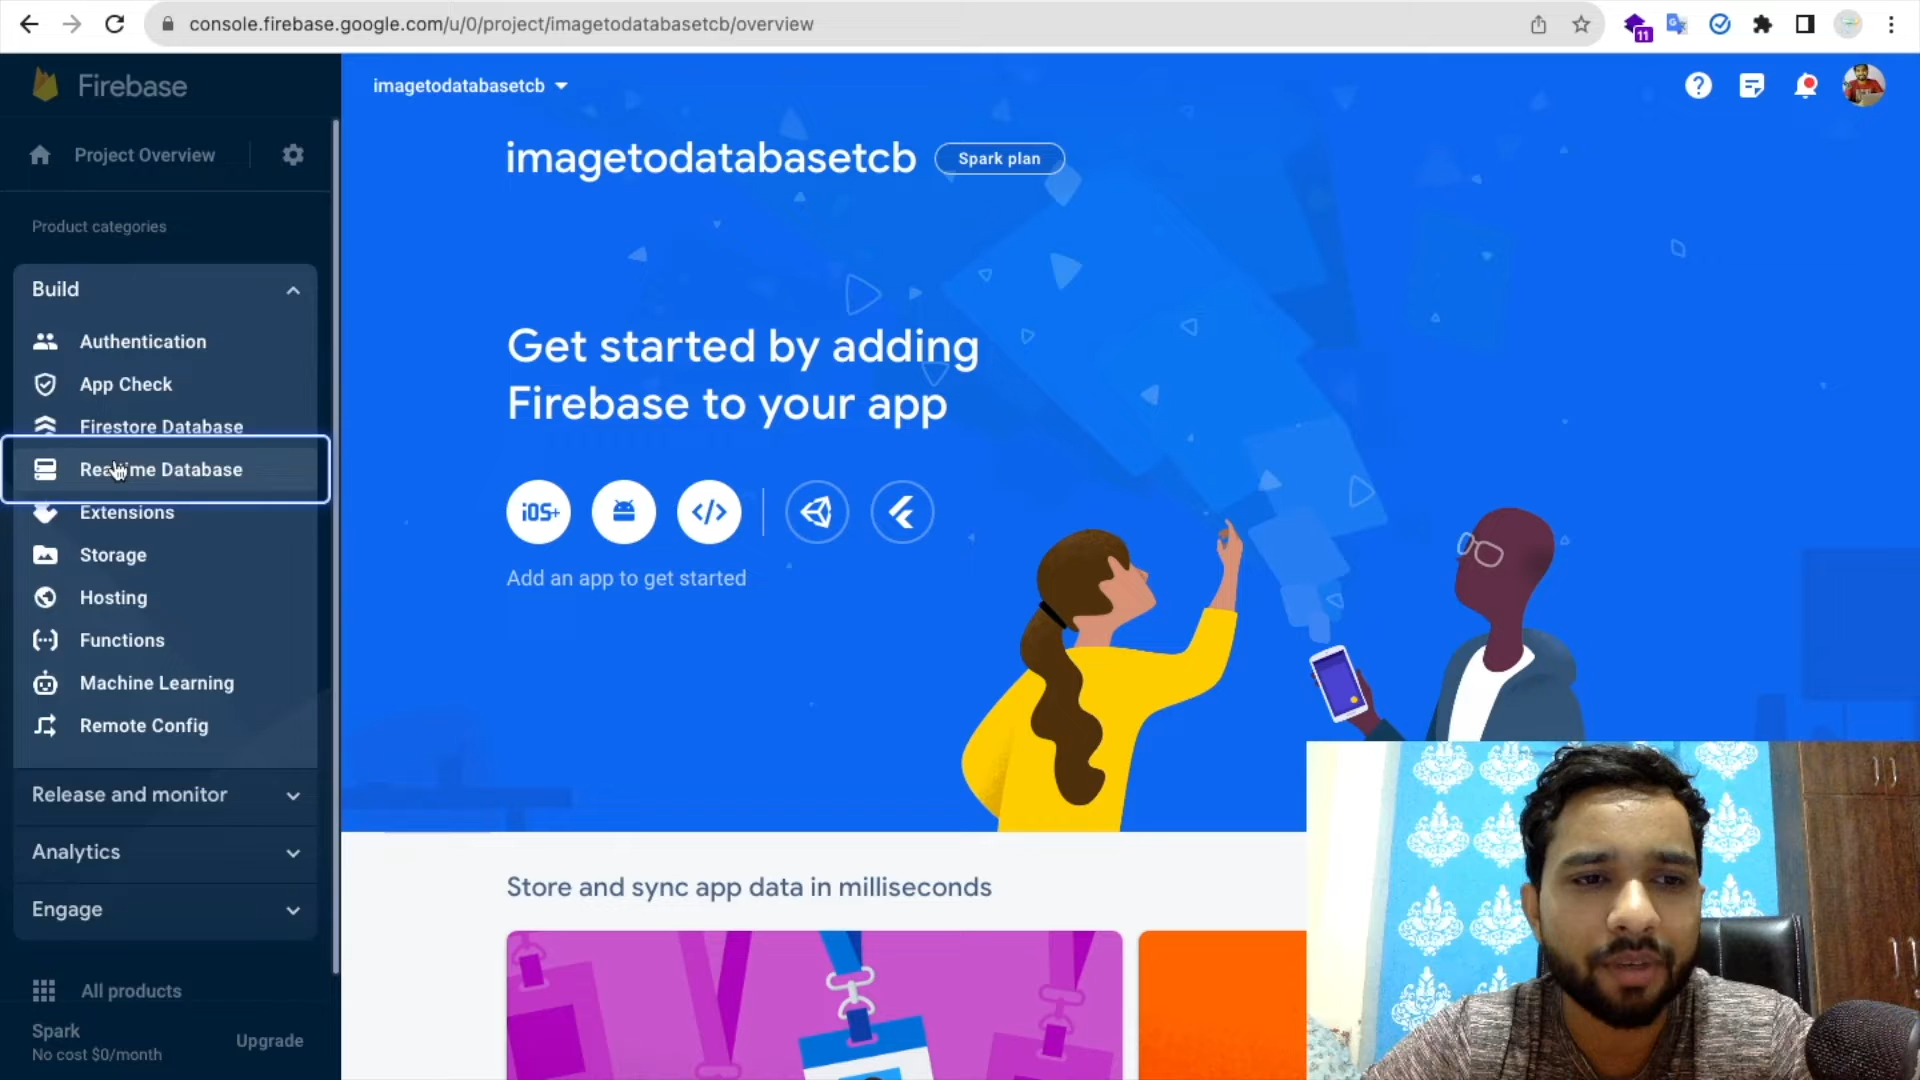 console.firebase.google.com/u/0/project/imagetodatabasetcb/overview
11
Firebase
Project Overview
Product categories
Build
Authentication
App Check
Firestore Database
Realtime Database
Extensions
Storage
Hosting
Functions
Machine Learning
Remote Config
Release and monitor
Analytics
Engage
All products
Spark
No cost $0/month
Upgrade
imagetodatabasetcb
imagetodatabasetcb
Spark plan
Get started by adding
Firebase to your app
iOS+
Add an app to get started
Store and sync app data in milliseconds